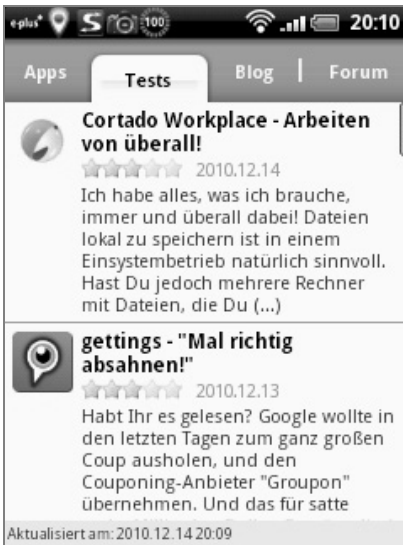 e-plus+ 100 20:10
Apps Tests Blog | Forum
Cortado Workplace - Arbeiten
von überall!
2010.12.14
Ich habe alles, was ich brauche,
immer und überall dabei! Dateien
lokal zu speichern ist in einem
Einsystembetrieb natürlich sinnvoll.
Hast Du jedoch mehrere Rechner
mit Dateien, die Du (...)
gettings - "Mal richtig
absahnen!"
2010.12.13
Habt Ihr es gelesen? Google wollte in
den letzten Tagen zum ganz großen
Coup ausholen, und den
Couponing-Anbieter "Groupon"
übernehmen. Und das für satte
Aktualisiert am: 2010.12.14 20:09